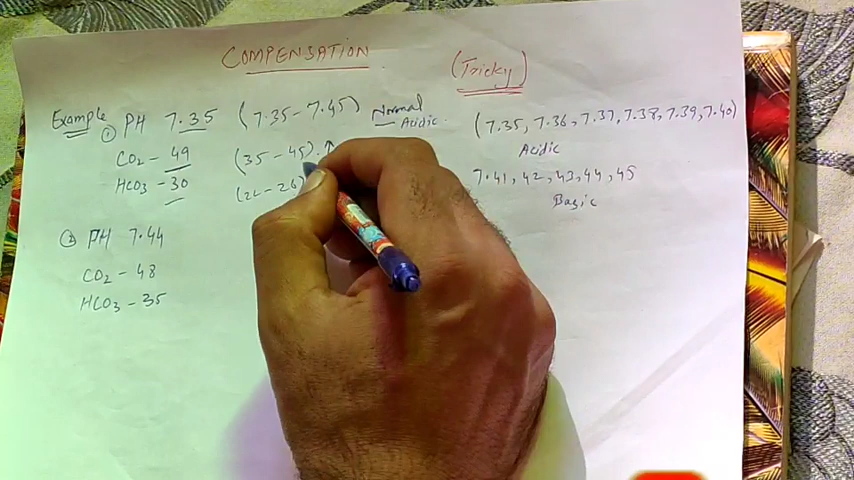 COMPENSATION
(Tricky)
Example ① PH 7.35 (7.35 - 7.45) Normal Acidic.
CO2 - 49 (35 - 45). ↑
HCO3 - 30
② PH 7.44
CO2 - 48
HCO3 - 35
(7.35, 7.36, 7.37, 7.38, 7.39, 7.40)
Acidic
7.41, 42, 43, 44, 45
Basic